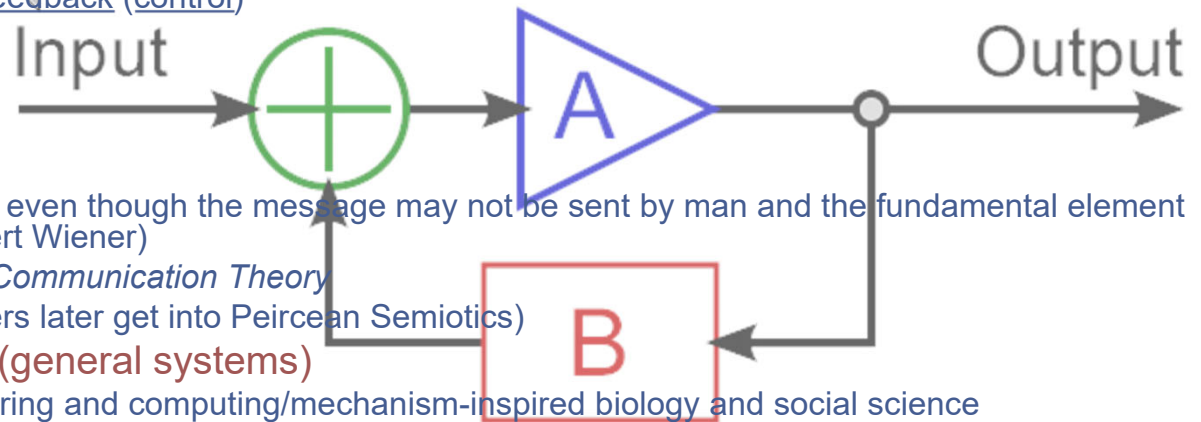 (control)
Input
Output
A
even though the message may not be sent by man and the fundamental element
ert Wiener)
Communication Theory
ers later get into Peircean Semiotics)
B
(general systems)
ring and computing/mechanism-inspired biology and social science